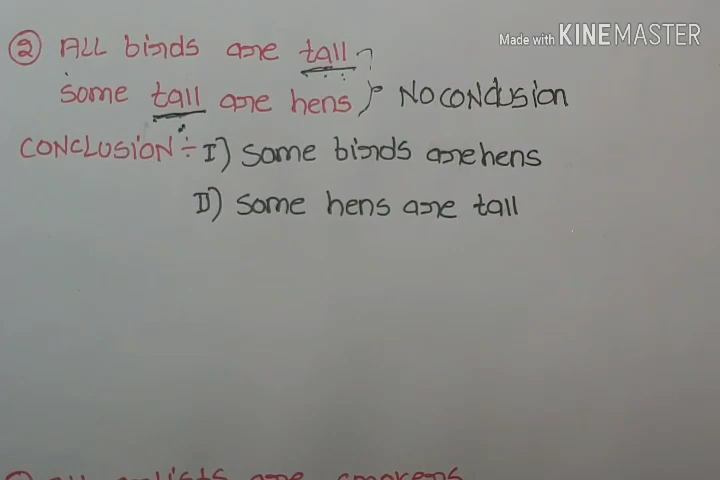 Made with KINEMASTER
② ALL birds are tall
Some tall are hens } No conclusion
CONCLUSION ÷ I) Some birds are hens
II) Some hens are tall